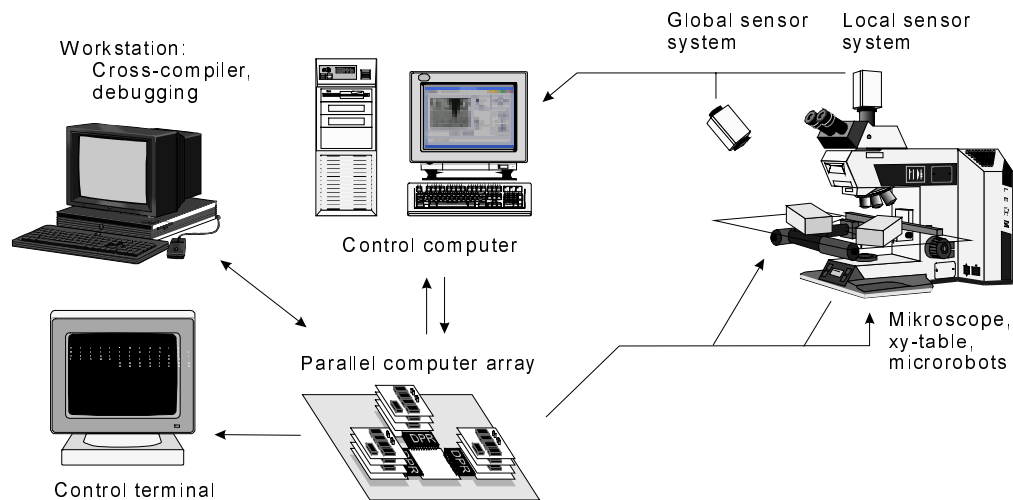 Global sensor
system
Local sensor
system
Workstation:
Cross-compiler,
debugging
Control computer
Mikroscope,
xy-table,
microrobots
Parallel computer array
DPR
DPR
DPR
Control terminal